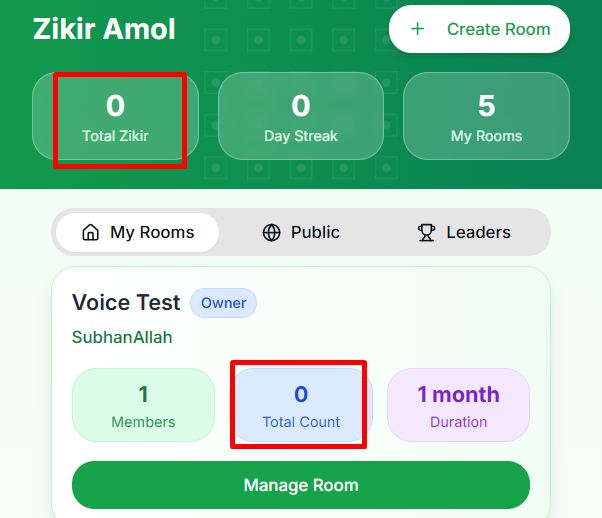 Zikir Amol
+ Create Room
0
Total Zikir
0
Day Streak
5
My Rooms
My Rooms
Public
Leaders
Voice Test
Owner
SubhanAllah
1
Members
0
Total Count
1 month
Duration
Manage Room